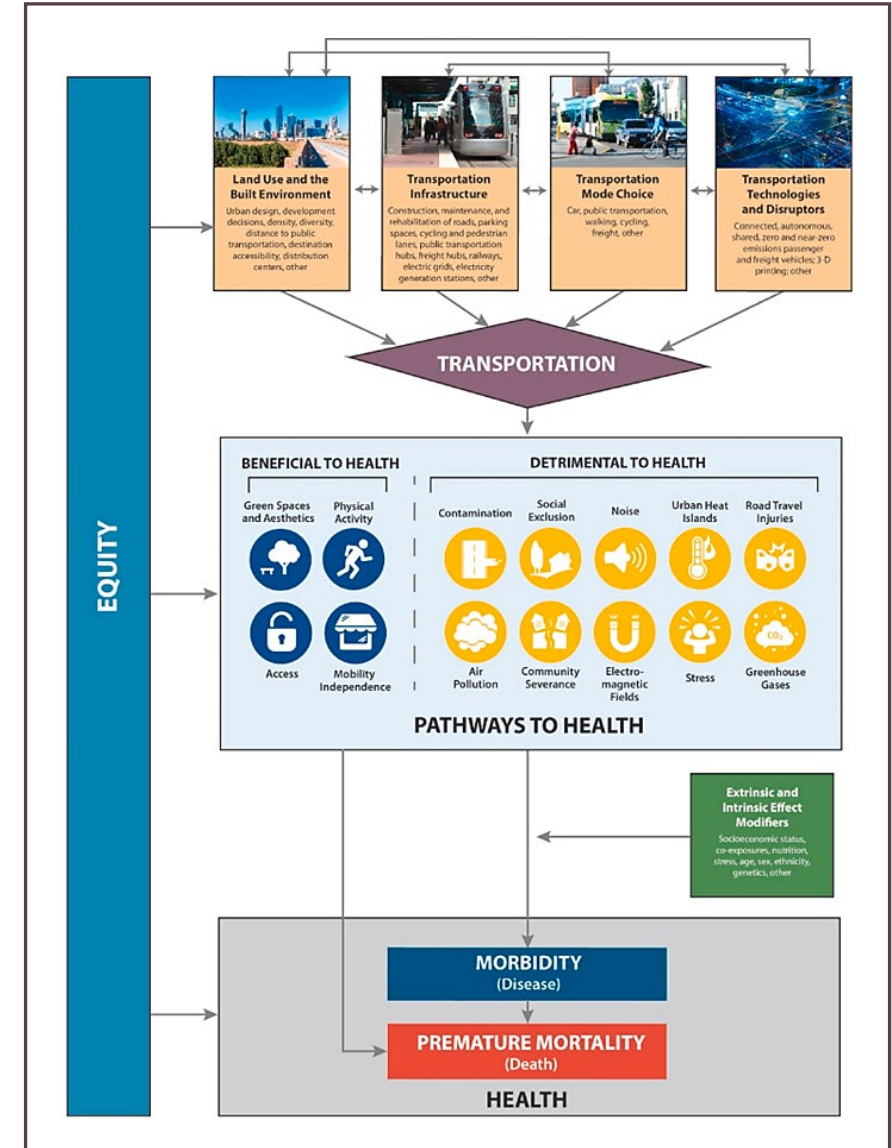 EQUITY
Land Use and the
Built Environment
Urban design, development
decisions, density, diversity,
distance to public
transportation, destination
accessibility, distribution
centers, other
Transportation
Infrastructure
Construction, maintenance, and
rehabilitation of roads, parking
spaces, cycling and pedestrian
lanes, public transportation
hubs, freight hubs, railways,
electric grids, electricity
generation stations, other
Transportation
Mode Choice
Car, public transportation,
walking, cycling,
freight, other
Transportation
Technologies
and Disruptors
Connected, autonomous,
shared, zero and near-zero
emissions passenger
and freight vehicles; 3-D
printing; other
TRANSPORTATION
BENEFICIAL TO HEALTH
Green Spaces
and Aesthetics
Physical
Activity
Access
Mobility
Independence
DETRIMENTAL TO HEALTH
Contamination
Social
Exclusion
Noise
Urban Heat
Islands
Road Travel
Injuries
Air
Pollution
Community
Severance
Electro-
magnetic
Fields
Stress
CO₂
Greenhouse
Gases
PATHWAYS TO HEALTH
Extrinsic and
Intrinsic Effect
Modifiers
Socioeconomic status,
co-exposures, nutrition,
stress, age, sex, ethnicity,
genetics, other
MORBIDITY
(Disease)
PREMATURE MORTALITY
(Death)
HEALTH